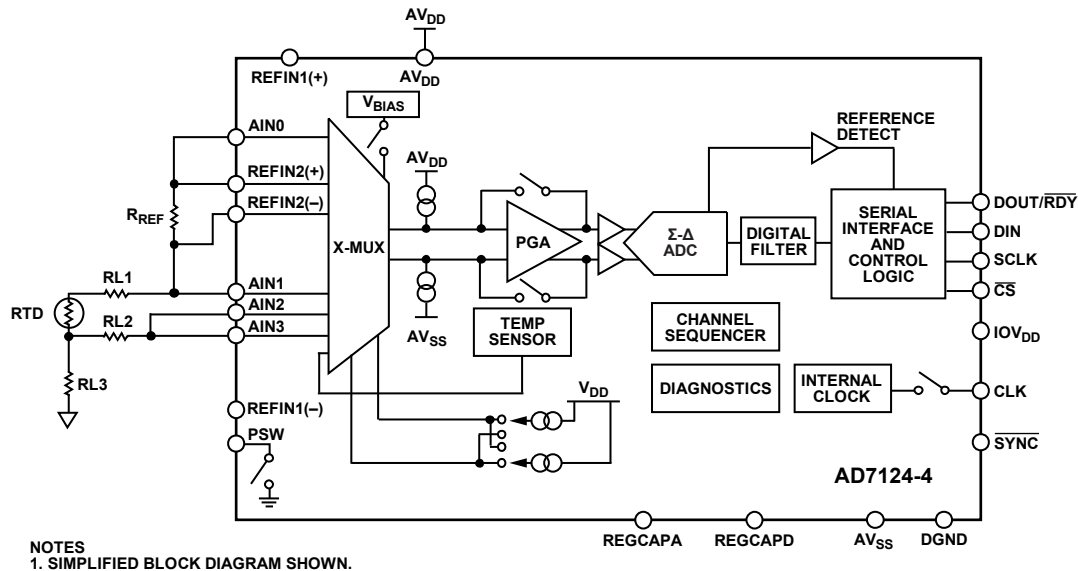 AVDD
REFIN1(+)
AVDD
VBIAS
REFERENCE
DETECT
AIN0
AVDD
REFIN2(+)
REFIN2(–)
RREF
X-MUX
PGA
Σ-Δ
ADC
DIGITAL
FILTER
SERIAL
INTERFACE
AND
CONTROL
LOGIC
DOUT/RDY
DIN
SCLK
CS
RL1
AIN1
AIN2
RTD
RL2
AIN3
AVSS
TEMP
SENSOR
CHANNEL
SEQUENCER
IOVDD
RL3
VDD
DIAGNOSTICS
INTERNAL
CLOCK
CLK
REFIN1(–)
PSW
SYNC
AD7124-4
REGCAPA
REGCAPD
AVSS
DGND
NOTES
1. SIMPLIFIED BLOCK DIAGRAM SHOWN.